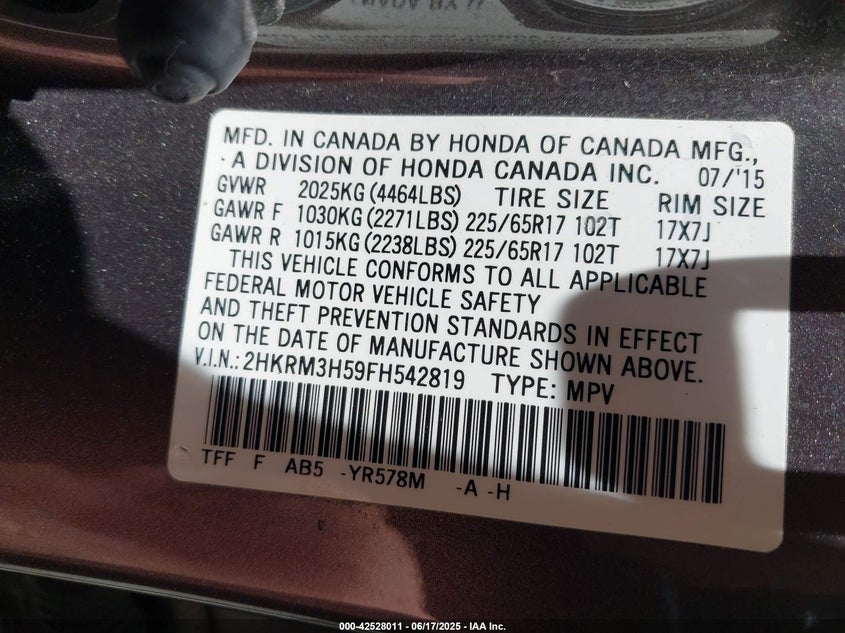 MFD. IN CANADA BY HONDA OF CANADA MFG.,
A DIVISION OF HONDA CANADA INC. 07/'15
GVWR 2025KG (4464LBS) TIRE SIZE RIM SIZE
GAWR F 1030KG (2271LBS) 225/65R17 102T 17X7J
GAWR R 1015KG (2238LBS) 225/65R17 102T 17X7J
THIS VEHICLE CONFORMS TO ALL APPLICABLE
FEDERAL MOTOR VEHICLE SAFETY
AND THEFT PREVENTION STANDARDS IN EFFECT
ON THE DATE OF MANUFACTURE SHOWN ABOVE.
V.I.N.: 2HKRM3H59FH542819 TYPE: MPV
TFF F AB5 -YR578M -A -H
000-42528011 - 06/17/2025 - IAA Inc.